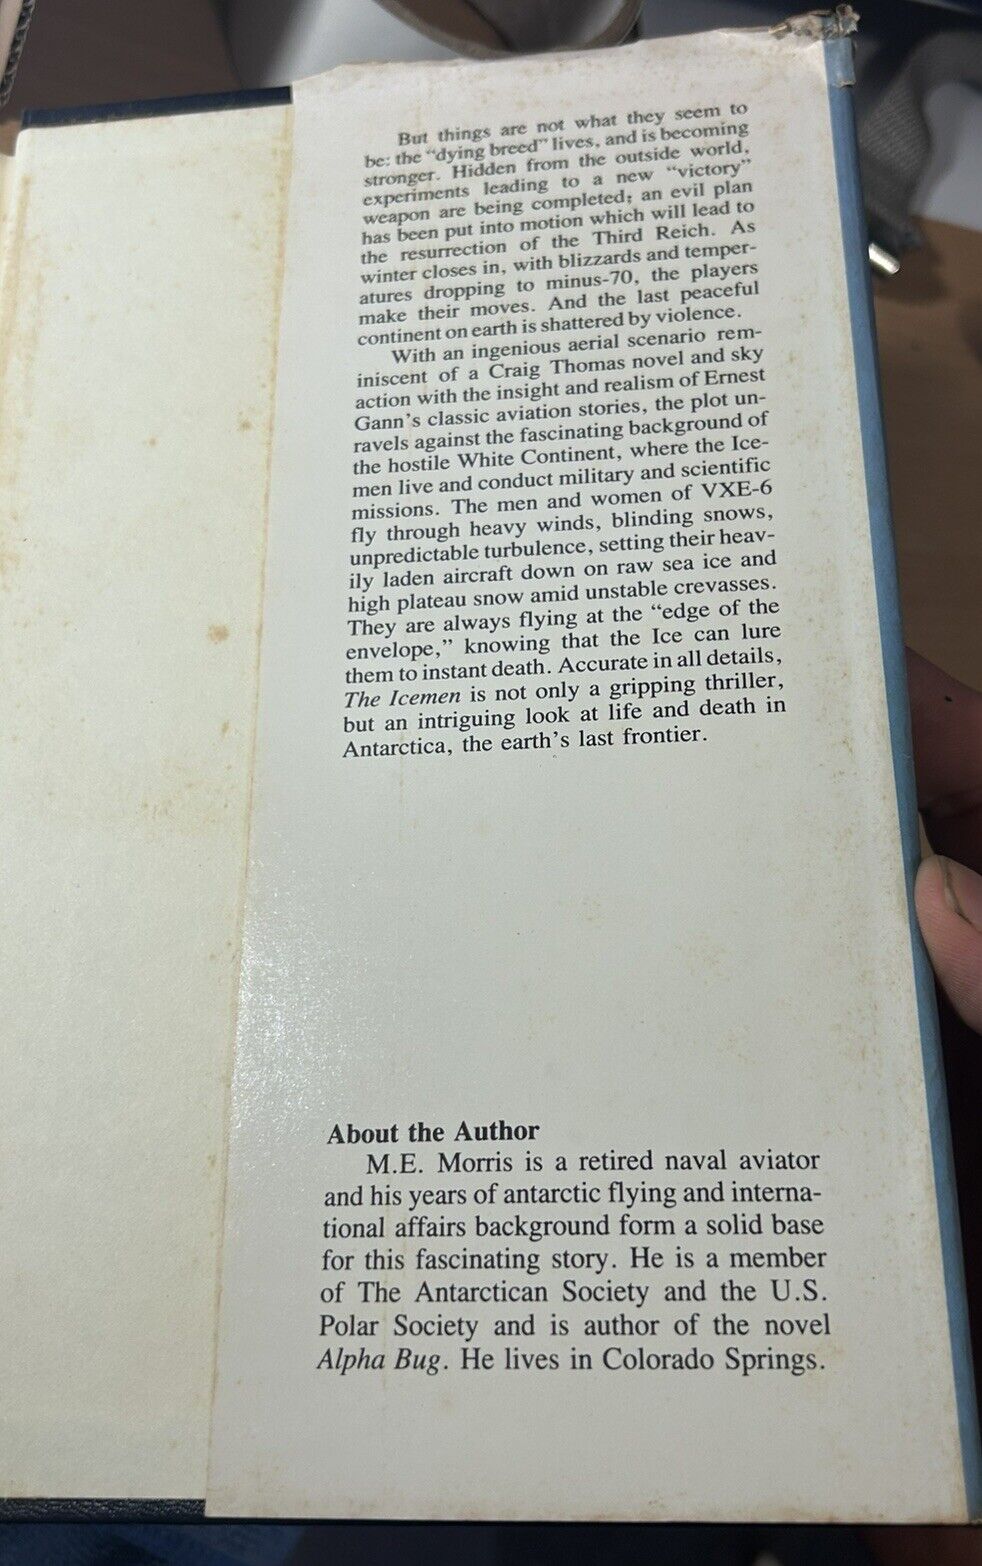 But things are not what they seem to
be: the “dying breed” lives, and is becoming
stronger. Hidden from the outside world,
experiments leading to a new “victory”
weapon are being completed; an evil plan
has been put into motion which will lead to
the resurrection of the Third Reich. As
winter closes in, with blizzards and temper-
atures dropping to minus-70, the players
make their moves. And the last peaceful
continent on earth is shattered by violence.
With an ingenious aerial scenario rem-
iniscent of a Craig Thomas novel and sky
action with the insight and realism of Ernest
Gann’s classic aviation stories, the plot un-
ravels against the fascinating background of
the hostile White Continent, where the Ice-
men live and conduct military and scientific
missions. The men and women of VXE-6
fly through heavy winds, blinding snows,
unpredictable turbulence, setting their heav-
ily laden aircraft down on raw sea ice and
high plateau snow amid unstable crevasses.
They are always flying at the “edge of the
envelope,” knowing that the Ice can lure
them to instant death. Accurate in all details,
The Icemen is not only a gripping thriller,
but an intriguing look at life and death in
Antarctica, the earth’s last frontier.
About the Author
M.E. Morris is a retired naval aviator
and his years of antarctic flying and interna-
tional affairs background form a solid base
for this fascinating story. He is a member
of The Antarctican Society and the U.S.
Polar Society and is author of the novel
Alpha Bug. He lives in Colorado Springs.